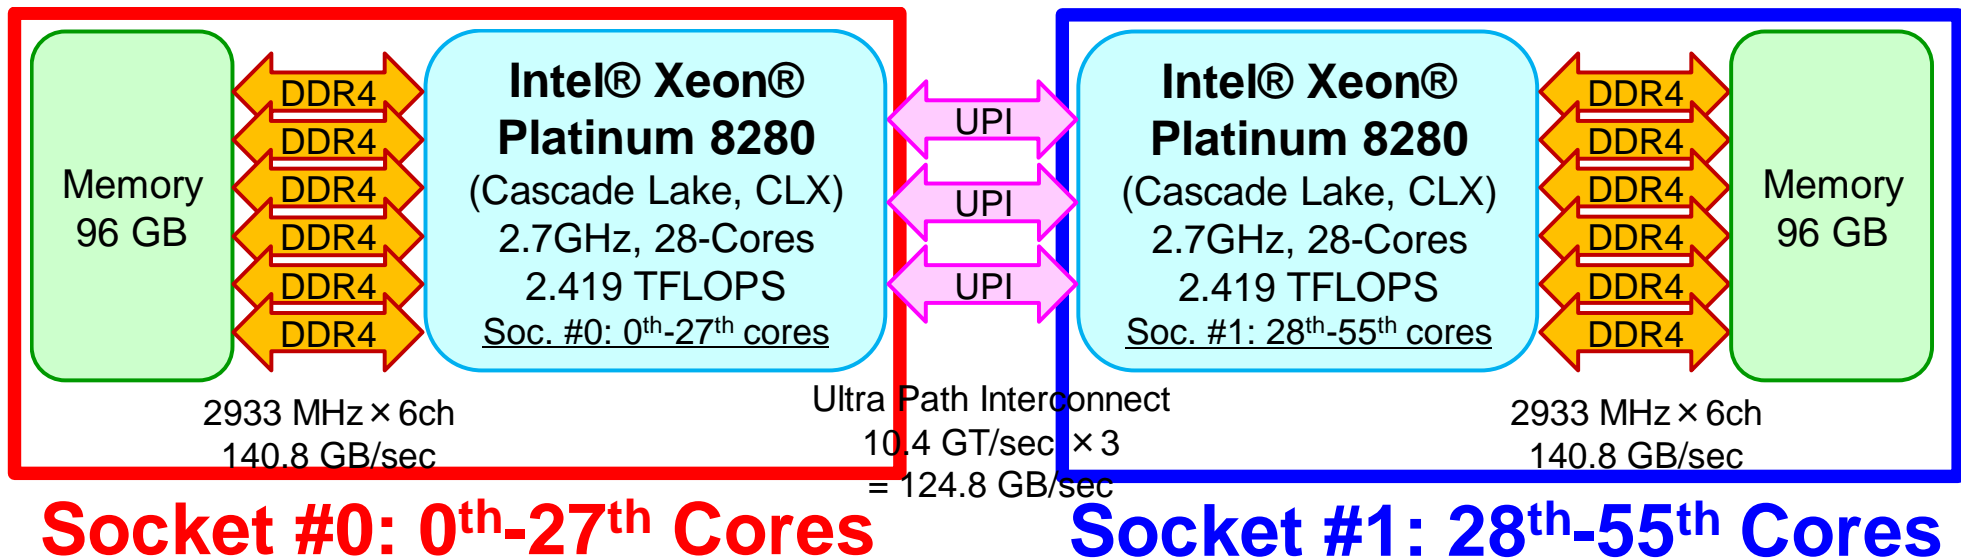 Memory
96 GB
DDR4
DDR4
DDR4
DDR4
DDR4
DDR4
Intel® Xeon®
Platinum 8280
(Cascade Lake, CLX)
2.7GHz, 28-Cores
2.419 TFLOPS
Soc. #0: 0th-27th cores
2933 MHz×6ch
140.8 GB/sec
UPI
UPI
UPI
Ultra Path Interconnect
10.4 GT/sec ×3
= 124.8 GB/sec
Intel® Xeon®
Platinum 8280
(Cascade Lake, CLX)
2.7GHz, 28-Cores
2.419 TFLOPS
Soc. #1: 28th-55th cores
DDR4
DDR4
DDR4
DDR4
DDR4
DDR4
Memory
96 GB
2933 MHz×6ch
140.8 GB/sec
Socket #0: 0th-27th Cores
Socket #1: 28th-55th Cores